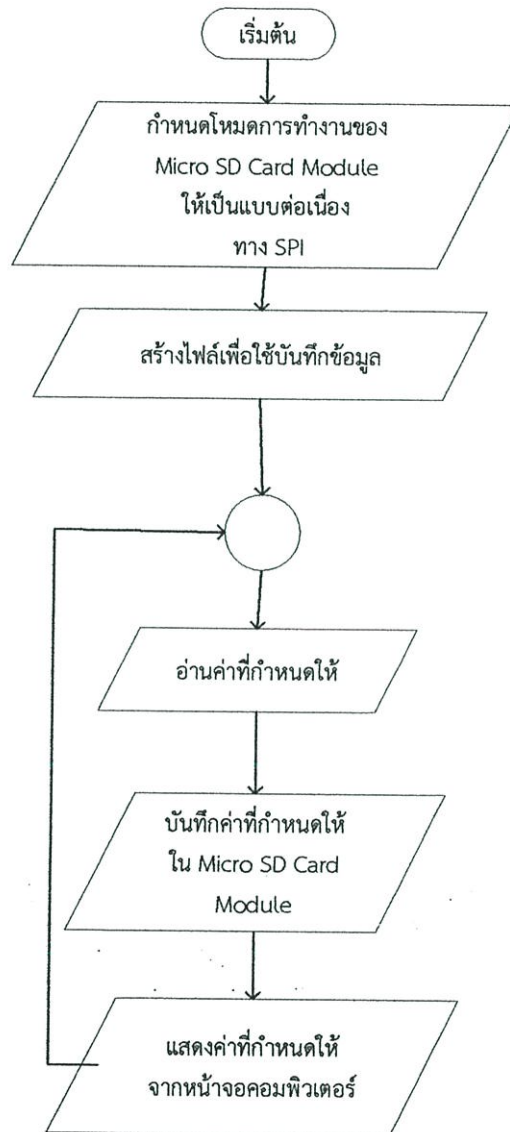 เริ่มต้น
กำหนดโหมดการทำงานของ
Micro SD Card Module
ให้เป็นแบบต่อเนื่อง
ทาง SPI
สร้างไฟล์เพื่อใช้บันทึกข้อมูล
อ่านค่าที่กำหนดให้
บันทึกค่าที่กำหนดให้
ใน Micro SD Card
Module
แสดงค่าที่กำหนดให้
จากหน้าจอคอมพิวเตอร์